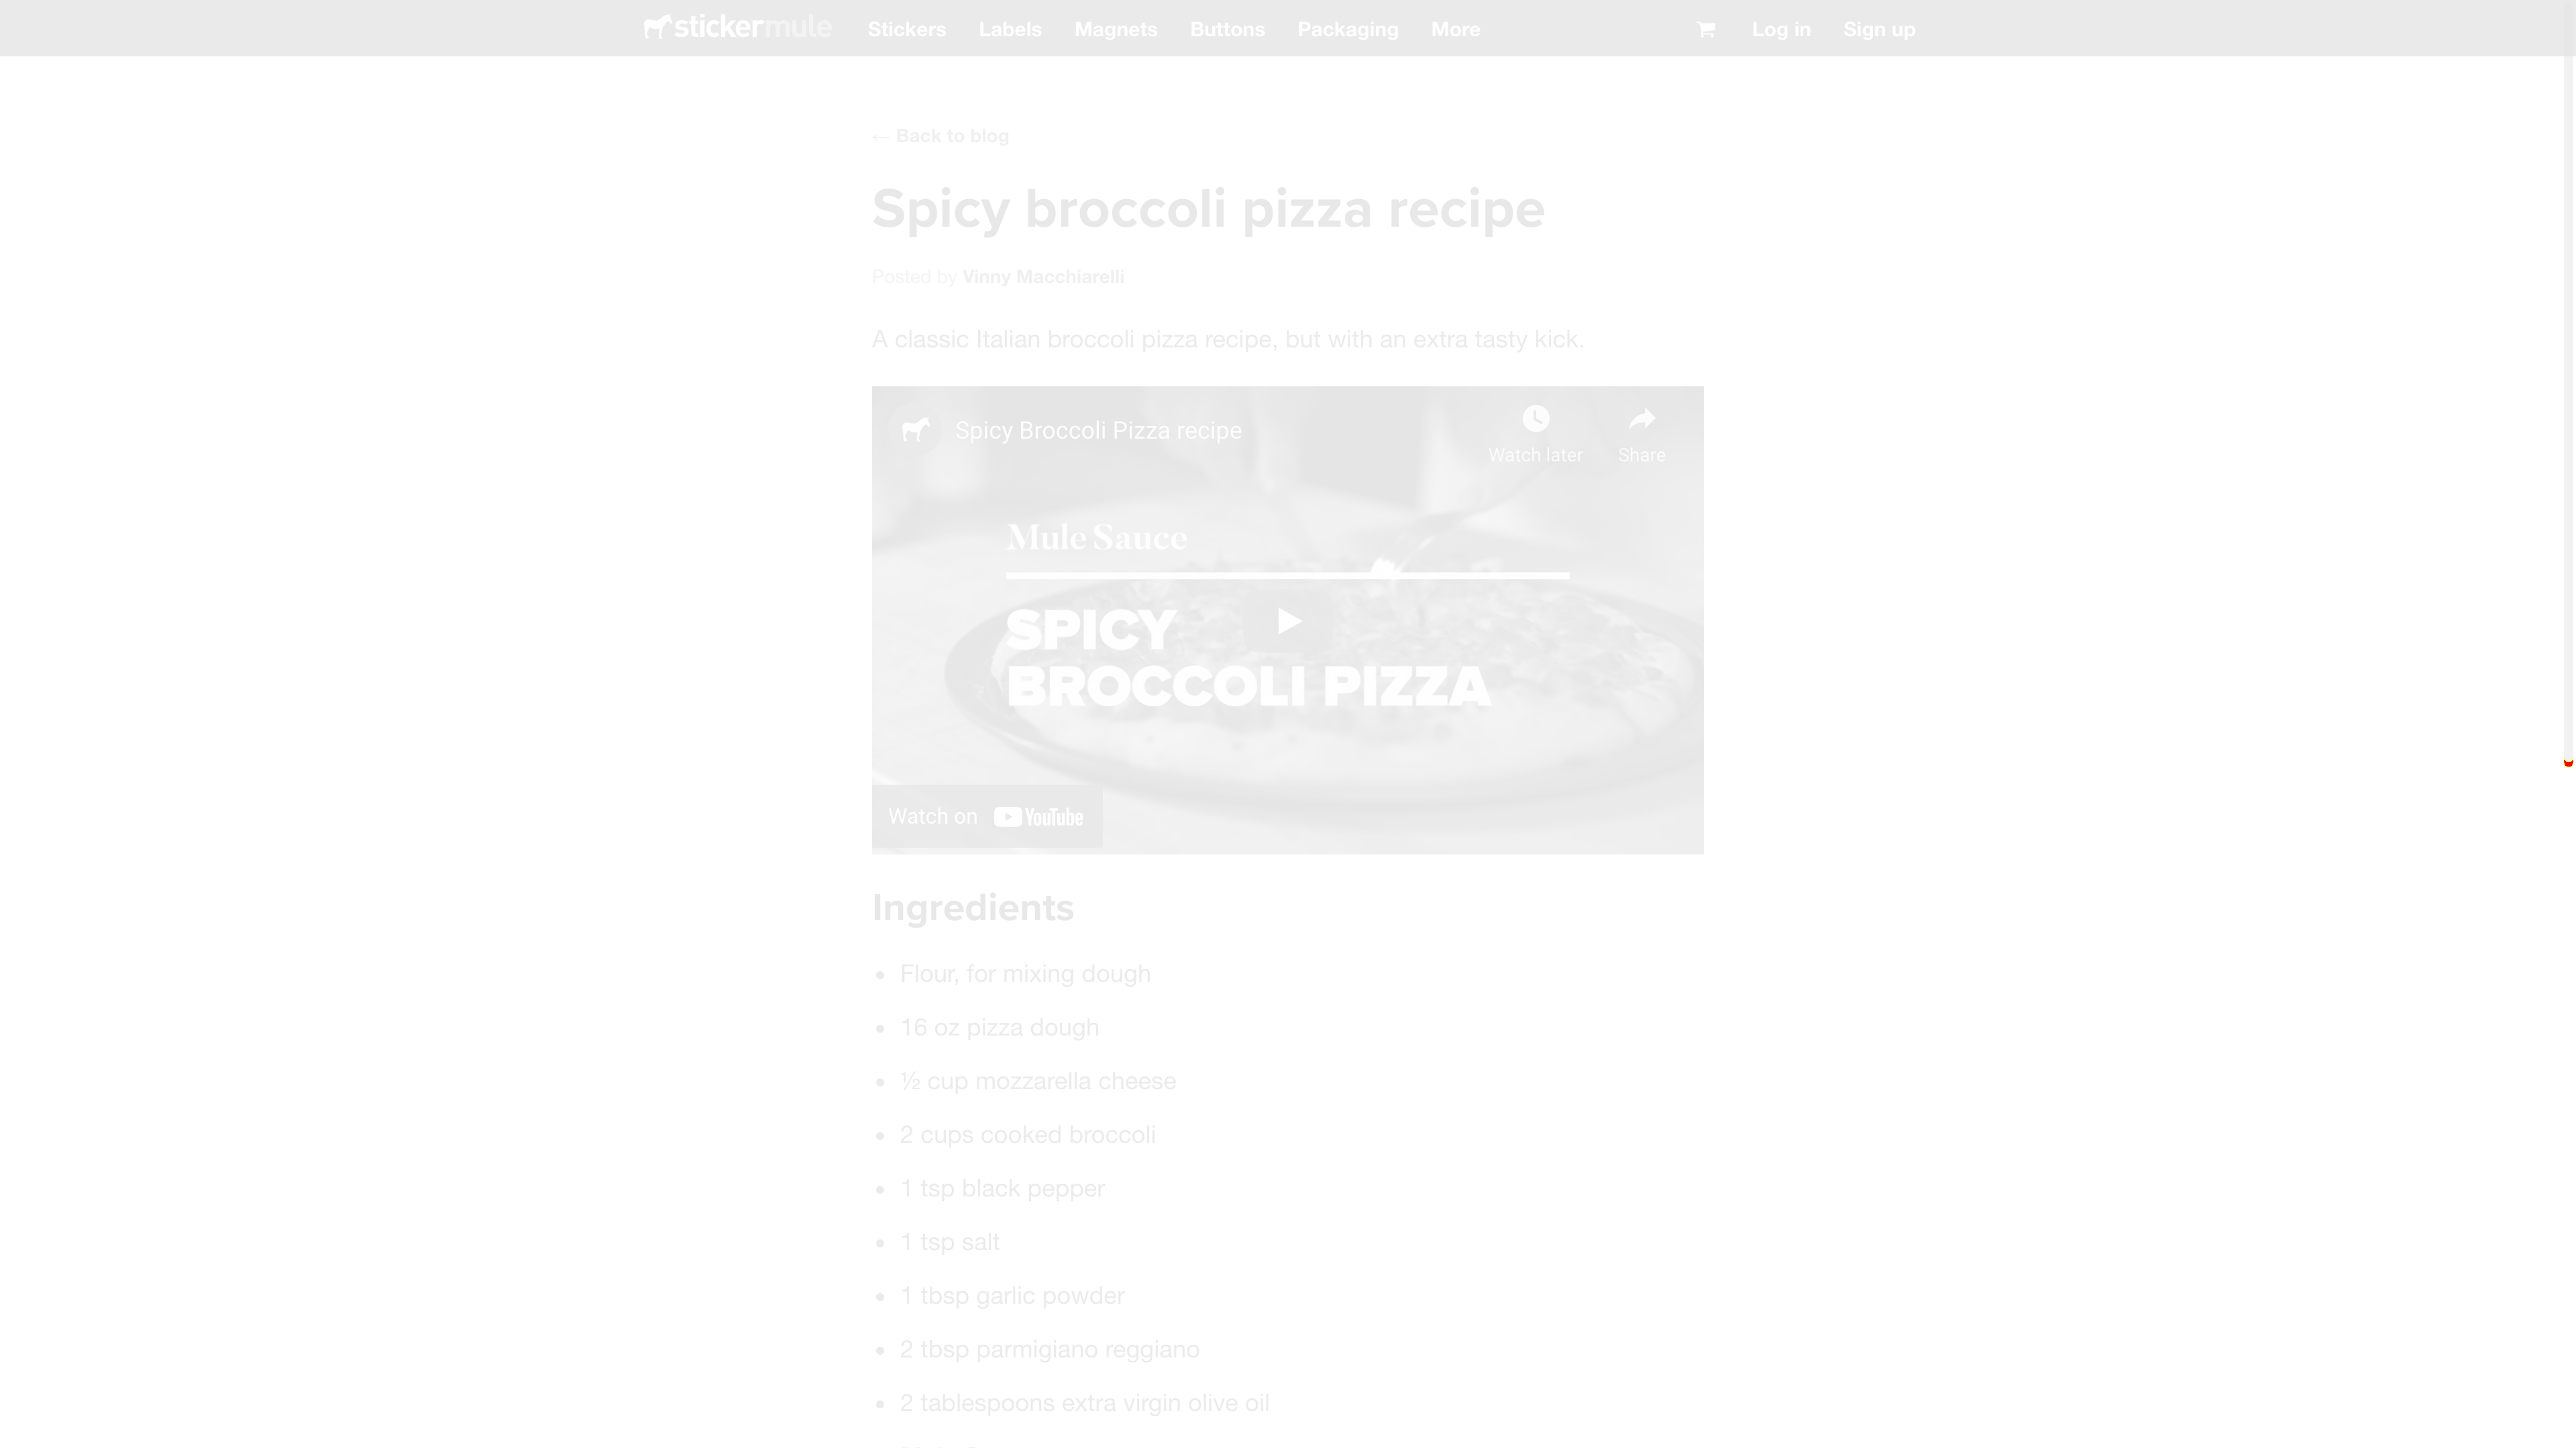 stickermule Stickers Labels Magnets Buttons Packaging More Log in Sign up
← Back to blog
Spicy broccoli pizza recipe
Posted by Vinny Macchiarelli
A classic Italian broccoli pizza recipe, but with an extra tasty kick.
Spicy Broccoli Pizza recipe
Watch later Share
Mule Sauce
SPICY
BROCCOLI PIZZA
Watch on YouTube
Ingredients
• Flour, for mixing dough
• 16 oz pizza dough
• ½ cup mozzarella cheese
• 2 cups cooked broccoli
• 1 tsp black pepper
• 1 tsp salt
• 1 tbsp garlic powder
• 2 tbsp parmigiano reggiano
• 2 tablespoons extra virgin olive oil